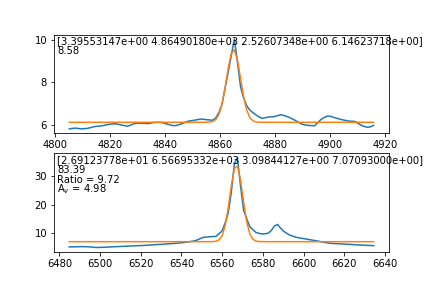 [3.39553147e+00 4.86490180e+03 2.52607348e+00 6.14623718e+00]
8.58
10
8
6
4800 4820 4840 4860 4880 4900 4920
[2.69123778e+01 6.56695332e+03 3.09844127e+00 7.07093000e+00]
83.39
Ratio = 9.72
Aᵥ = 4.98
30
20
10
6480 6500 6520 6540 6560 6580 6600 6620 6640